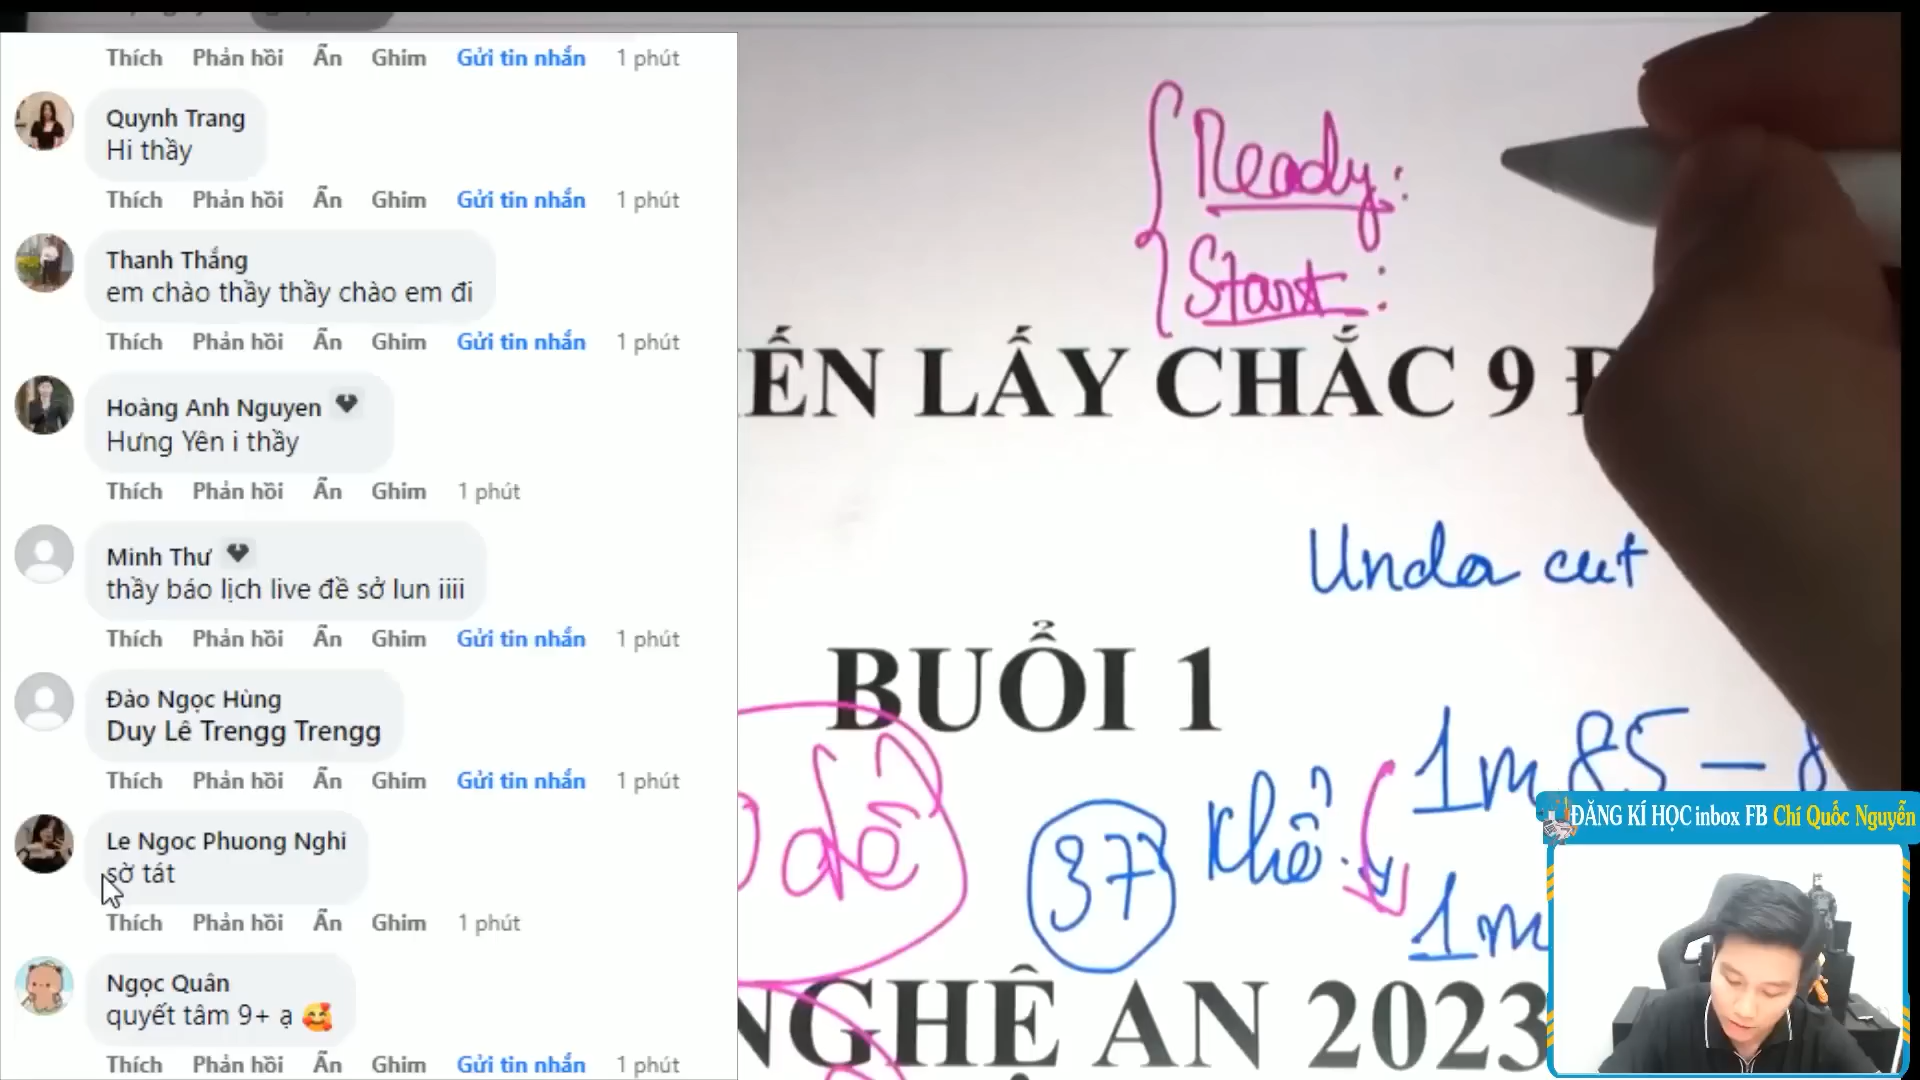 Thích Phản hồi Ẩn Ghim Gửi tin nhắn 1 phút
Quynh Trang
Hi thầy
Thích Phản hồi Ẩn Ghim Gửi tin nhắn 1 phút
Thanh Thắng
em chào thầy thầy chào em đi
Thích Phản hồi Ẩn Ghim Gửi tin nhắn 1 phút
Hoàng Anh Nguyen
Hưng Yên i thầy
Thích Phản hồi Ẩn Ghim 1 phút
Minh Thư
thầy báo lịch live đề sở lun iiii
Thích Phản hồi Ẩn Ghim Gửi tin nhắn 1 phút
Đào Ngọc Hùng
Duy Lê Trengg Trengg
Thích Phản hồi Ẩn Ghim Gửi tin nhắn 1 phút
Le Ngoc Phuong Nghi
sờ tát
Thích Phản hồi Ẩn Ghim 1 phút
Ngọc Quân
quyết tâm 9+ ạ 🥰
Thích Phản hồi Ẩn Ghim Gửi tin nhắn 1 phút
Ready:
Start:
ẾN LẤY CHẮC 9
Unda cut
BUỔI 1
1m85 – 8
đề
37 khổ
1m
NGHỆ AN 2023
ĐĂNG KÍ HỌC inbox FB Chí Quốc Nguyễn